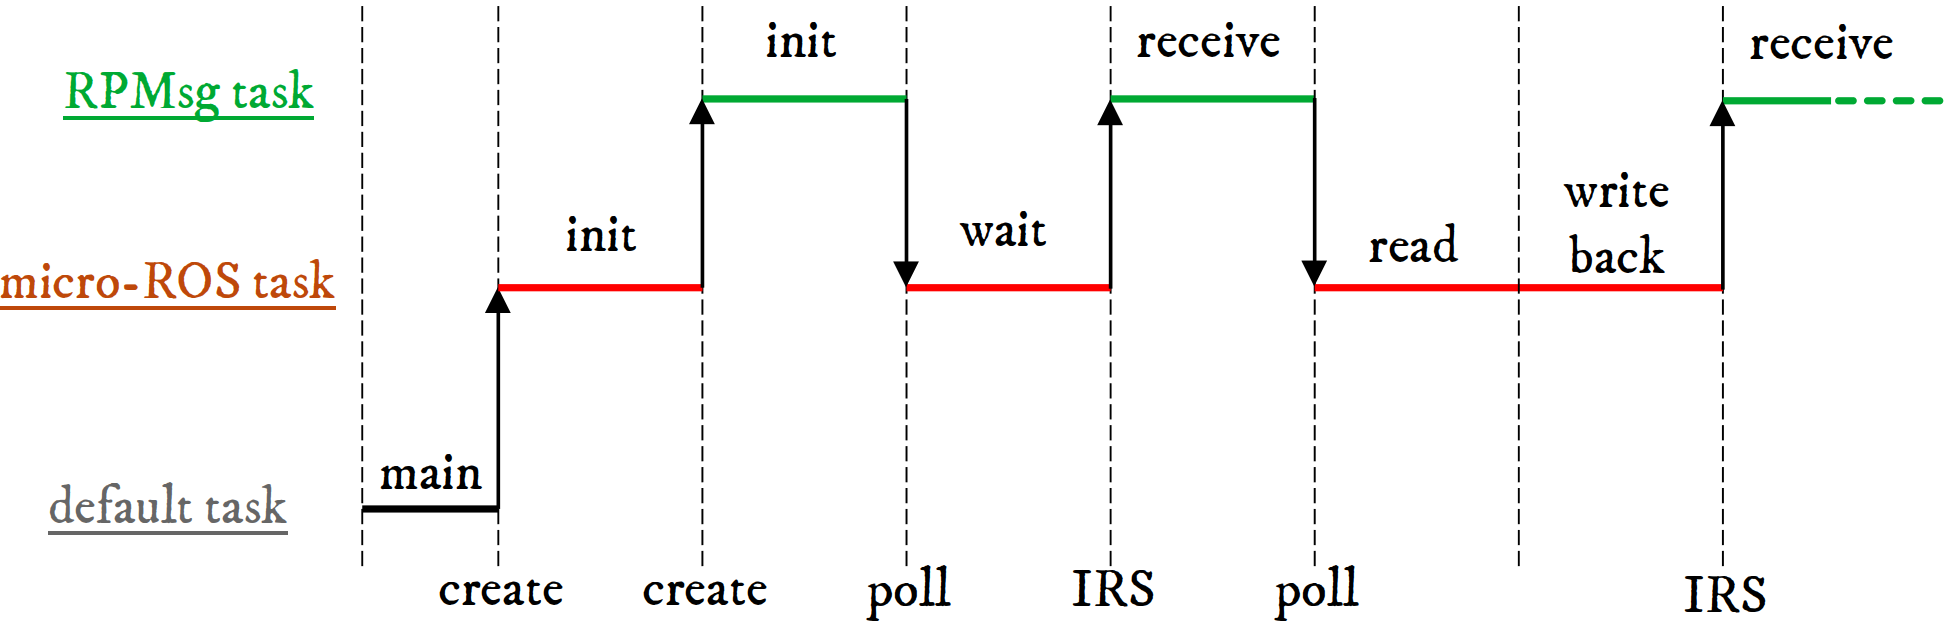 init
receive
receive
RPMsg task
write
back
init
wait
read
micro-ROS task
main
default task
create
create
poll
IRS
poll
IRS